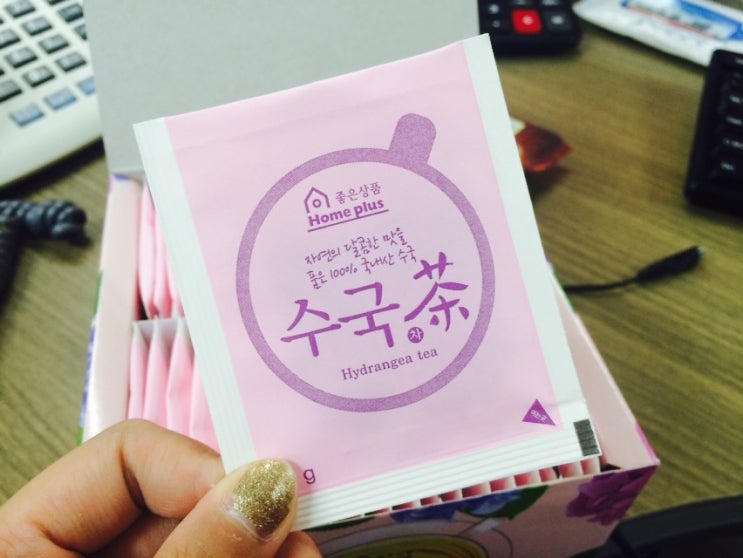 좋은상품
Home plus
자연의 달콤한 맛을
품은 100% 국내산 수국
수국茶
차
Hydrangea tea
g